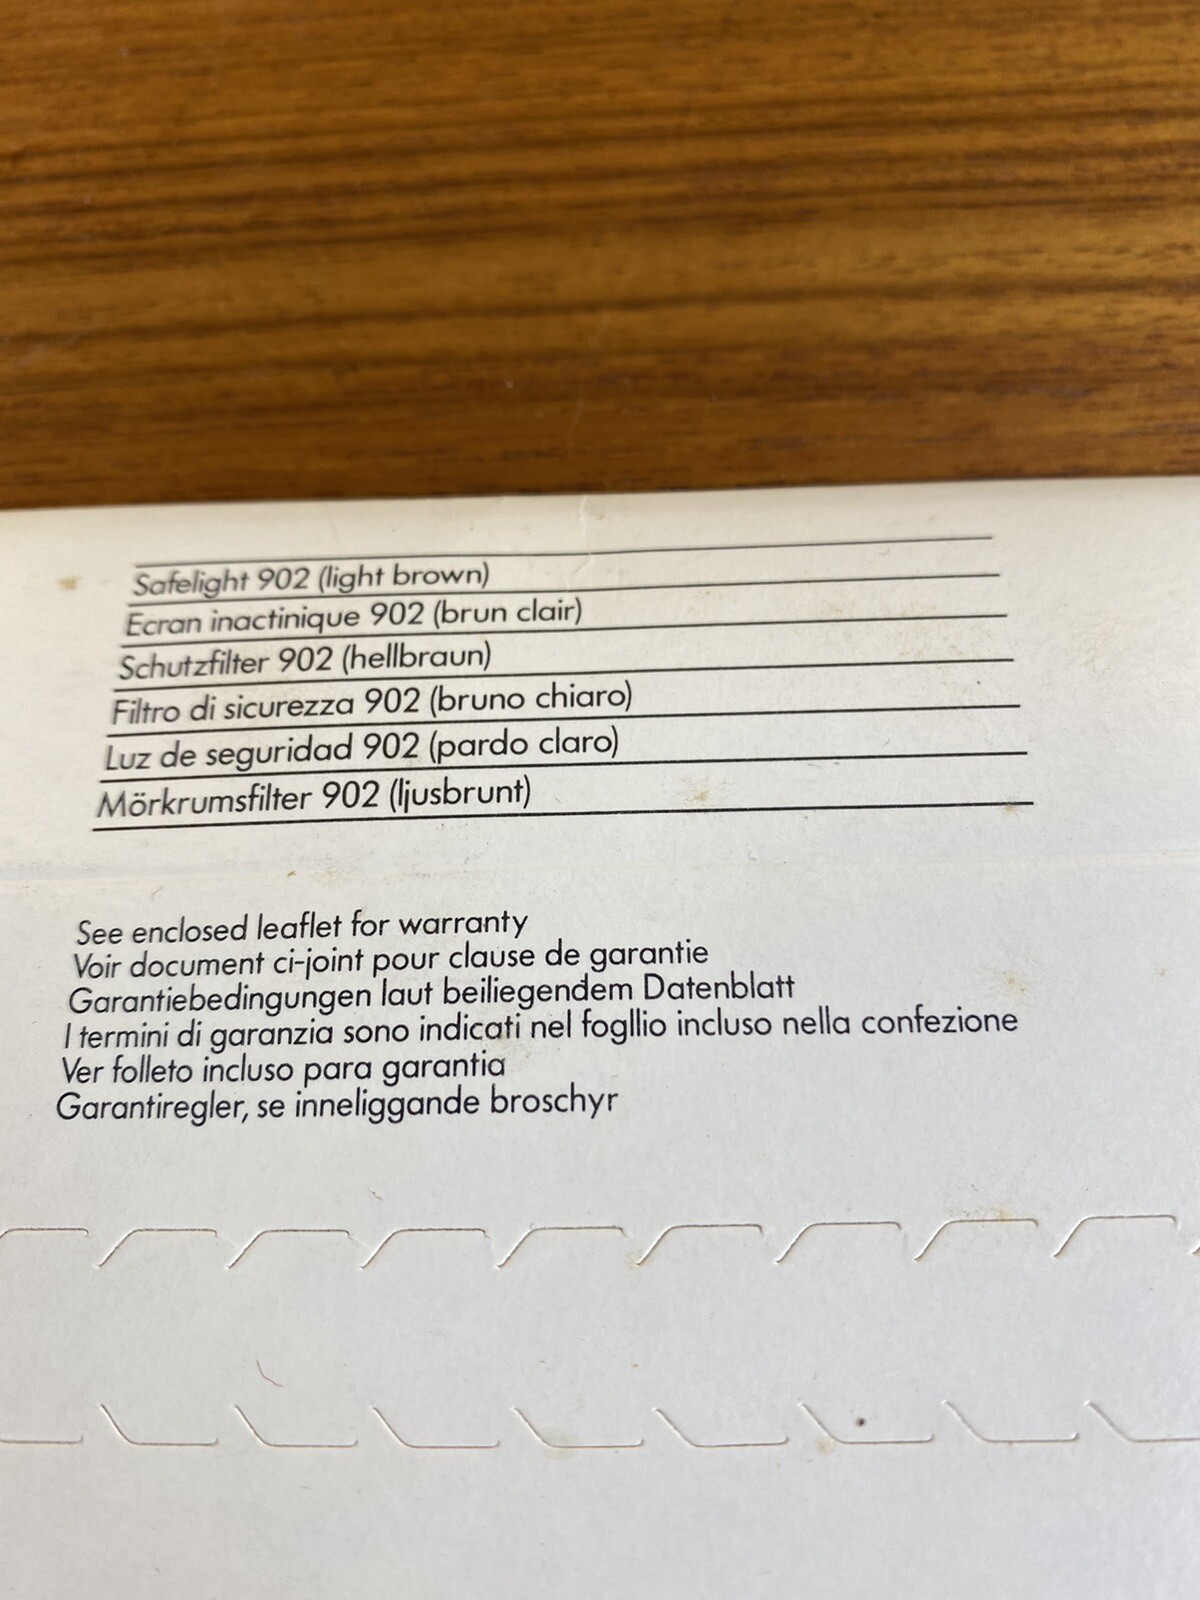 Safelight 902 (light brown)
Ecran inactinique 902 (brun clair)
Schutzfilter 902 (hellbraun)
Filtro di sicurezza 902 (bruno chiaro)
Luz de seguridad 902 (pardo claro)
Mörkrumsfilter 902 (ljusbrunt)
See enclosed leaflet for warranty
Voir document ci-joint pour clause de garantie
Garantiebedingungen laut beiliegendem Datenblatt
I termini di garanzia sono indicati nel fogllio incluso nella confezione
Ver folleto incluso para garantia
Garantiregler, se inneliggande broschyr